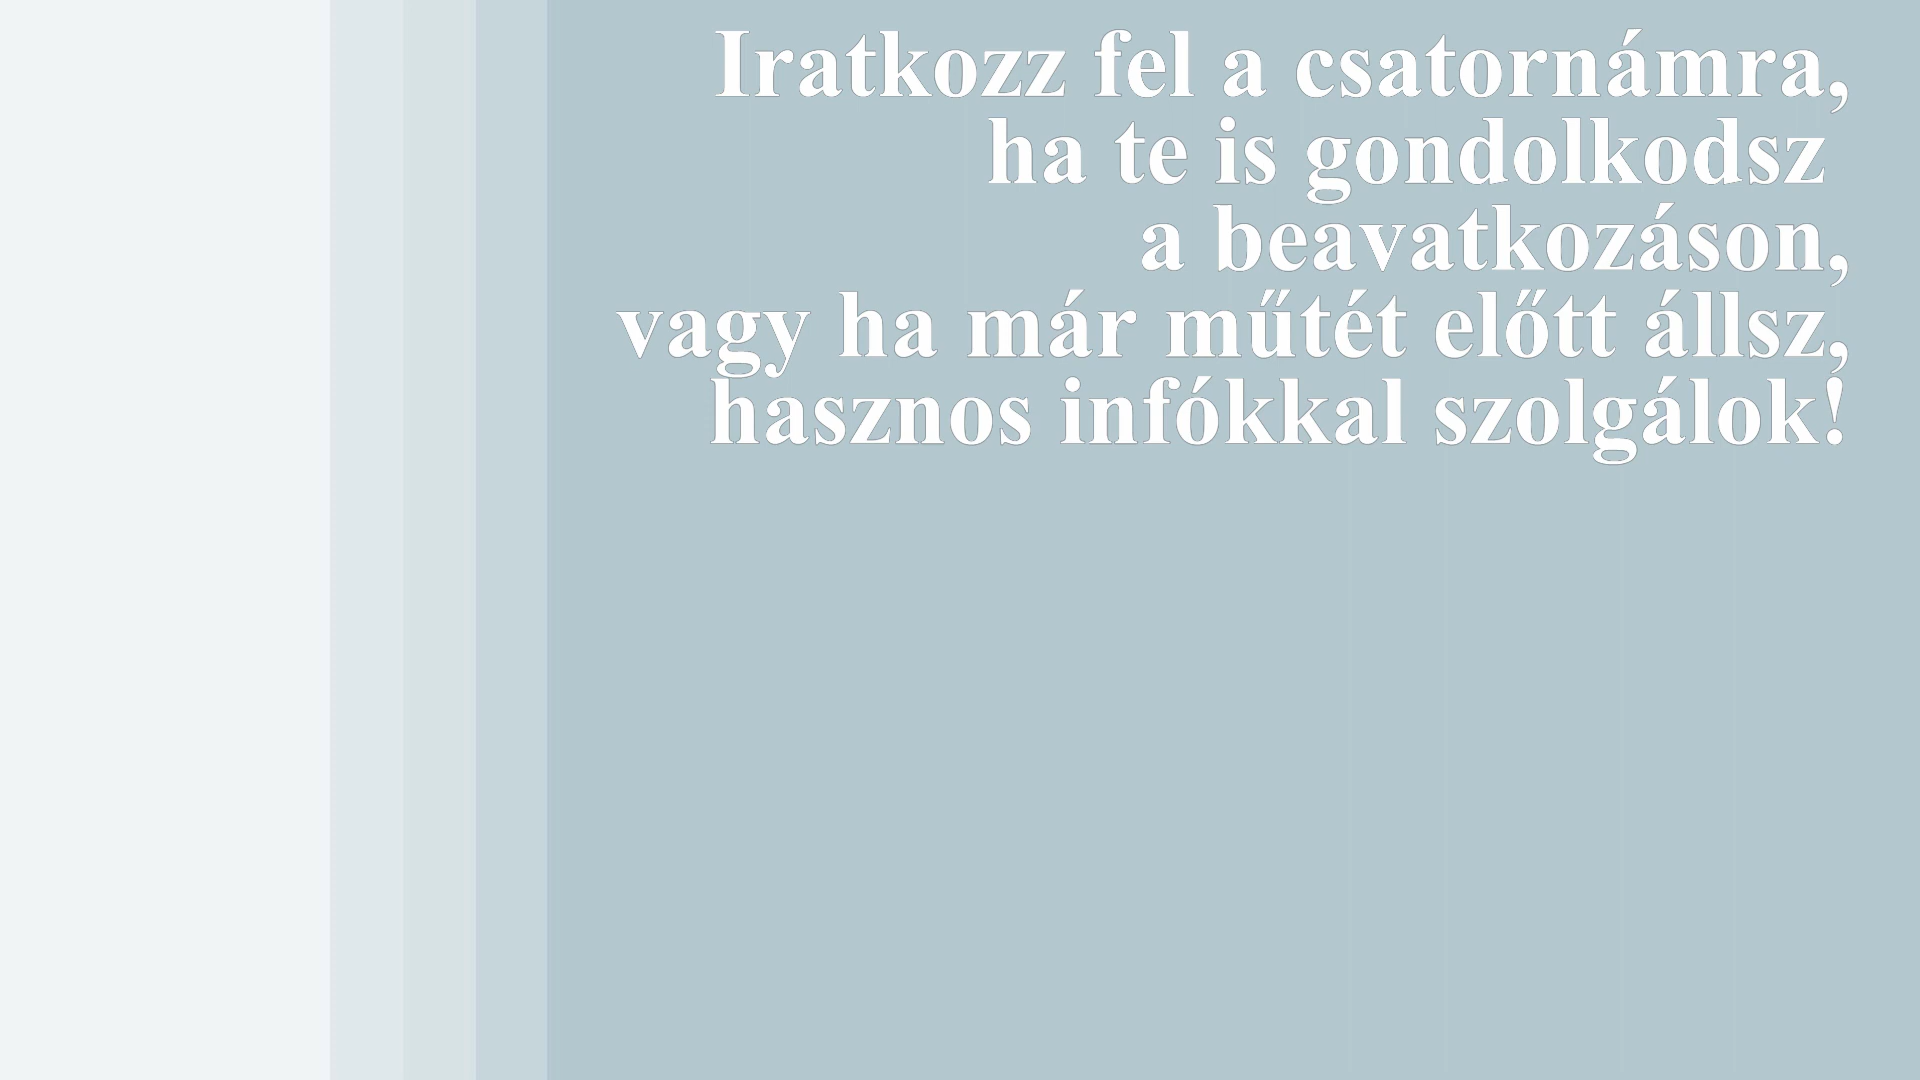 Iratkozz fel a csatornámra,
ha te is gondolkodsz
a beavatkozáson,
vagy ha már műtét előtt állsz,
hasznos infókkal szolgálok!